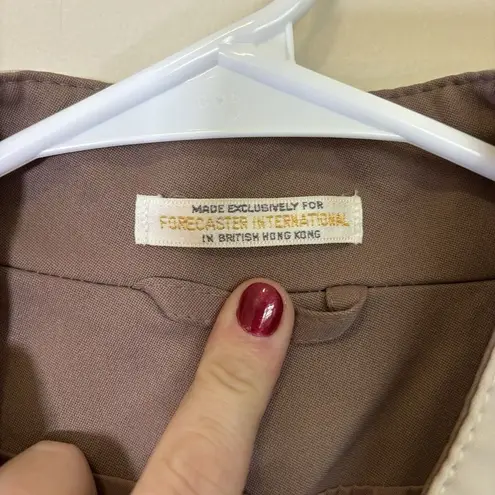 MADE EXCLUSIVELY FOR
FORECASTER INTERNATIONAL
IN BRITISH HONG KONG